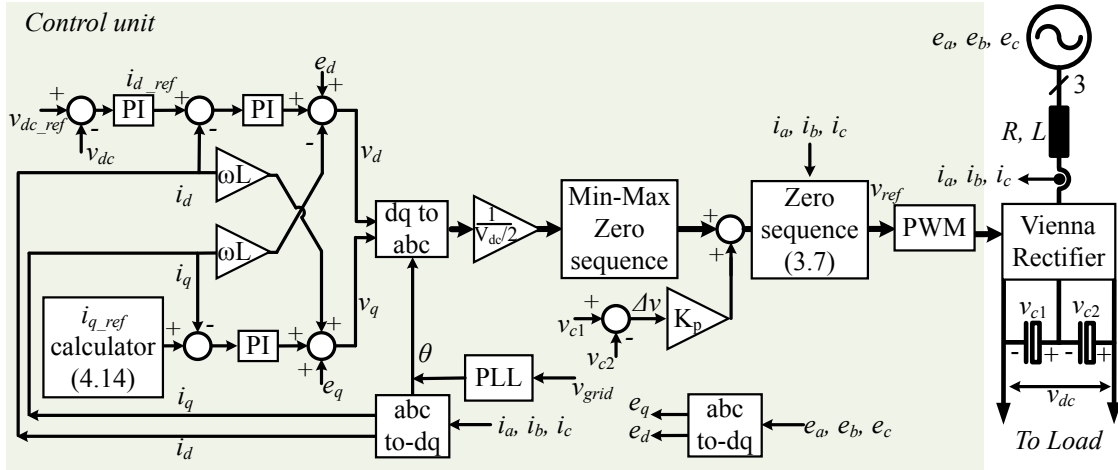 Control unit
e_a, e_b, e_c
3
R, L
i_a, i_b, i_c
v_dc_ref
+
-
v_dc
PI
i_d_ref
+
-
PI
+
e_d
+
-
v_d
i_d
ωL
ωL
i_q
i_q_ref
calculator
(4.14)
+
-
PI
+
+
+
e_q
v_q
dq to
abc
θ
1
V_dc/2
Min-Max
Zero
sequence
+
+
v_c1
+
v_c2
-
Δv
K_p
i_a, i_b, i_c
Zero
sequence
(3.7)
v_ref
PWM
Vienna
Rectifier
v_c1
v_c2
- + - +
v_dc
To Load
PLL
v_grid
i_q
i_d
abc
to-dq
i_a, i_b, i_c
e_q
e_d
abc
to-dq
e_a, e_b, e_c